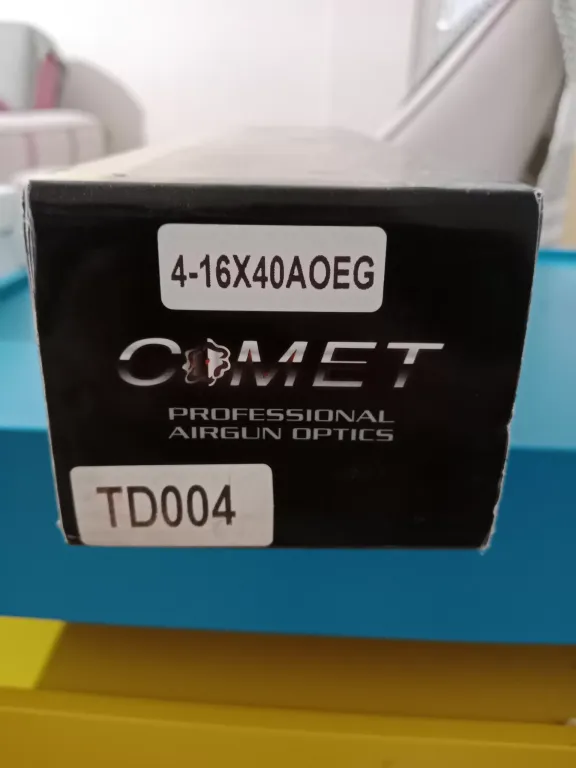 4-16X40AOEG
COMET
PROFESSIONAL
AIRGUN OPTICS
TD004